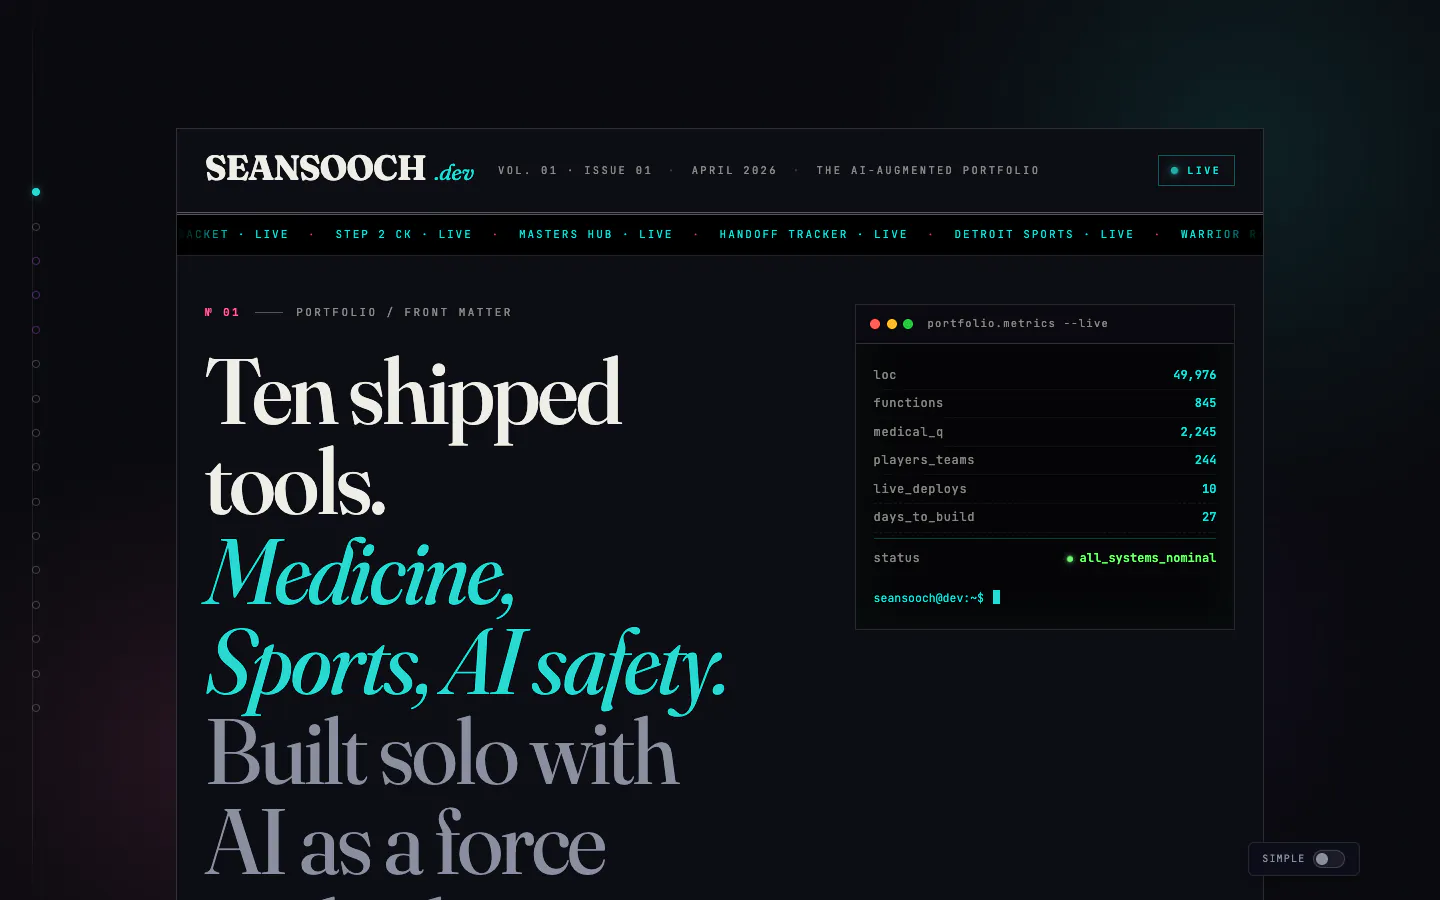 SEANSOOCH .dev VOL. 01 · ISSUE 01 · APRIL 2026 · THE AI-AUGMENTED PORTFOLIO
LIVE
ACKET · LIVE · STEP 2 CK · LIVE · MASTERS HUB · LIVE · HANDOFF TRACKER · LIVE · DETROIT SPORTS · LIVE · WARRIOR R
№ 01 — PORTFOLIO / FRONT MATTER
Ten shipped
tools.
Medicine,
Sports, AI safety.
Built solo with
AI as a force
portfolio.metrics --live
loc 49,976
functions 845
medical_q 2,245
players_teams 244
live_deploys 10
days_to_build 27
status all_systems_nominal
seansooch@dev:~$
SIMPLE